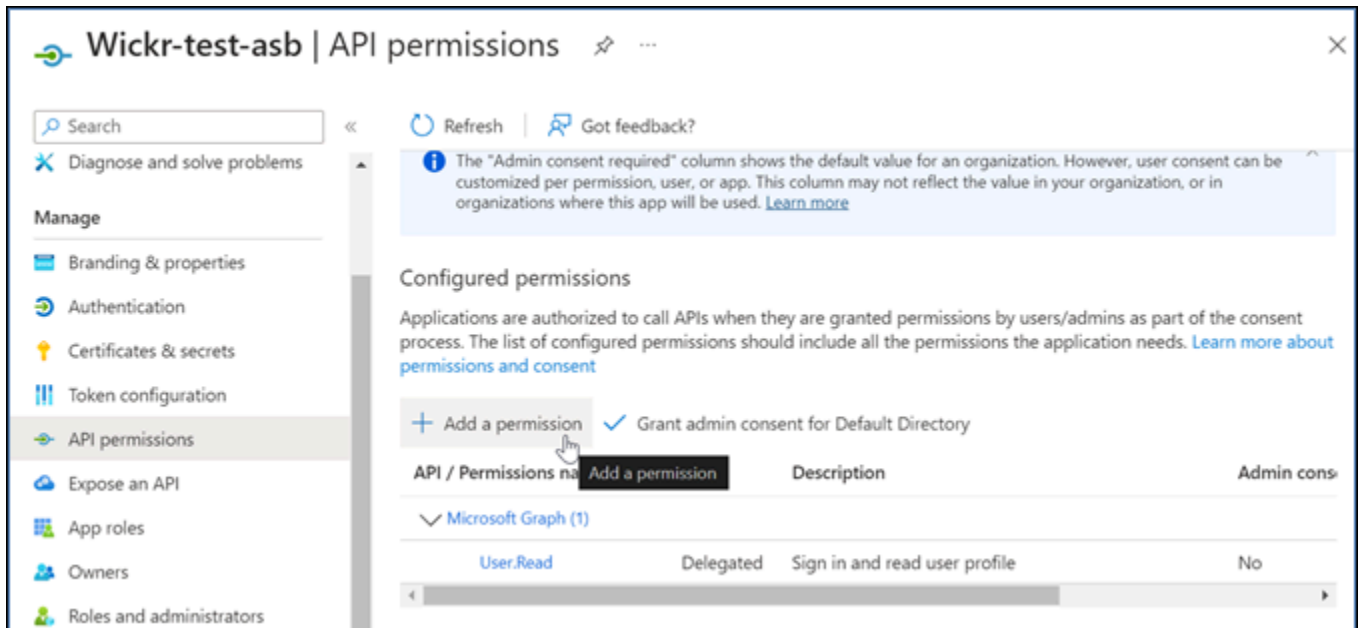 Wickr-test-asb | API permissions
Search
Diagnose and solve problems
Manage
Branding & properties
Authentication
Certificates & secrets
Token configuration
API permissions
Expose an API
App roles
Owners
Roles and administrators
Refresh | Got feedback?
The "Admin consent required" column shows the default value for an organization. However, user consent can be
customized per permission, user, or app. This column may not reflect the value in your organization, or in
organizations where this app will be used. Learn more
Configured permissions
Applications are authorized to call APIs when they are granted permissions by users/admins as part of the consent
process. The list of configured permissions should include all the permissions the application needs. Learn more about
permissions and consent
Add a permission Grant admin consent for Default Directory
API / Permissions na Add a permission Description Admin conse
Microsoft Graph (1)
User.Read Delegated Sign in and read user profile No